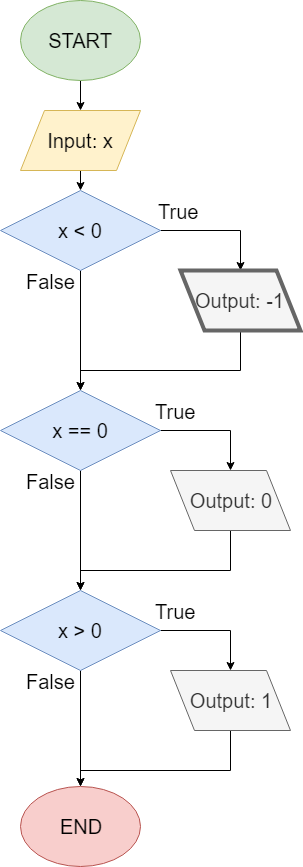 START
Input: x
x < 0
True
False
Output: -1
x == 0
True
False
Output: 0
x > 0
True
False
Output: 1
END